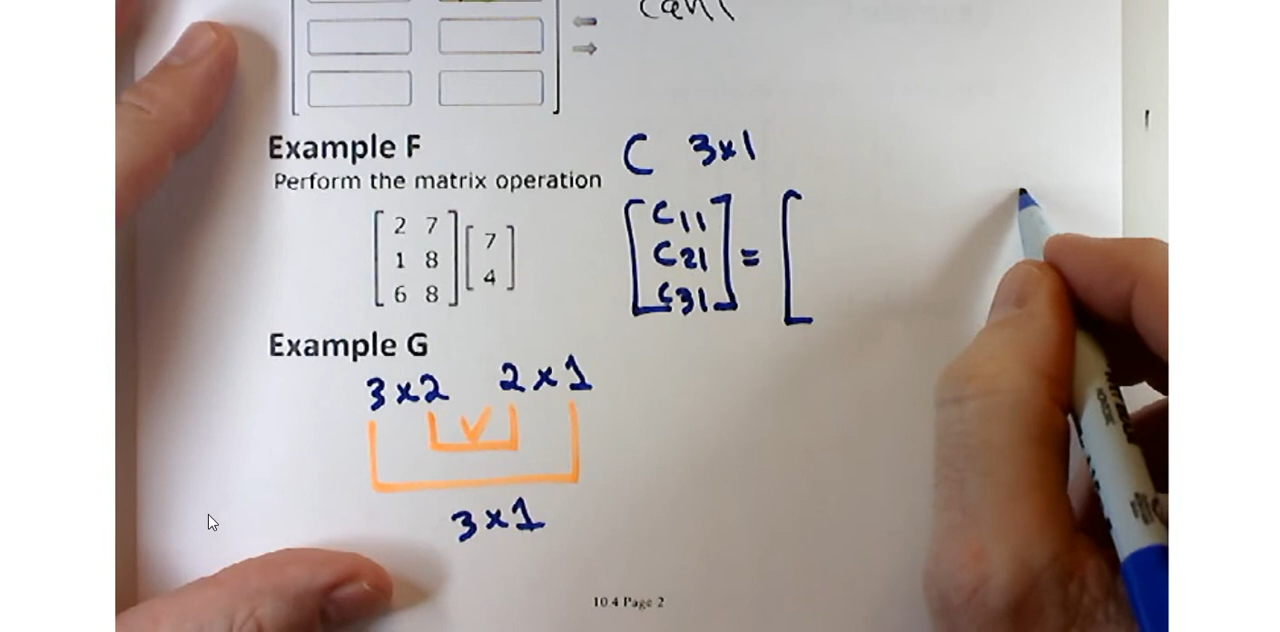 Example F
C 3x1
Perform the matrix operation
[2 7
1 8
6 8] [7
4]
[C11
C21
C31] = [
Example G
3x2 2x1
3x1
10 4 Page 2